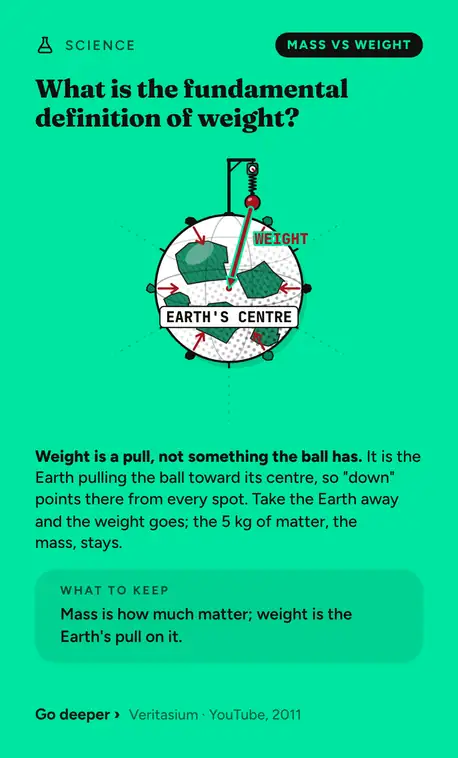 SCIENCE
MASS VS WEIGHT
What is the fundamental
definition of weight?
WEIGHT
EARTH'S CENTRE
Weight is a pull, not something the ball has. It is the
Earth pulling the ball toward its centre, so "down"
points there from every spot. Take the Earth away
and the weight goes; the 5 kg of matter, the
mass, stays.
WHAT TO KEEP
Mass is how much matter; weight is the
Earth's pull on it.
Go deeper › Veritasium · YouTube, 2011